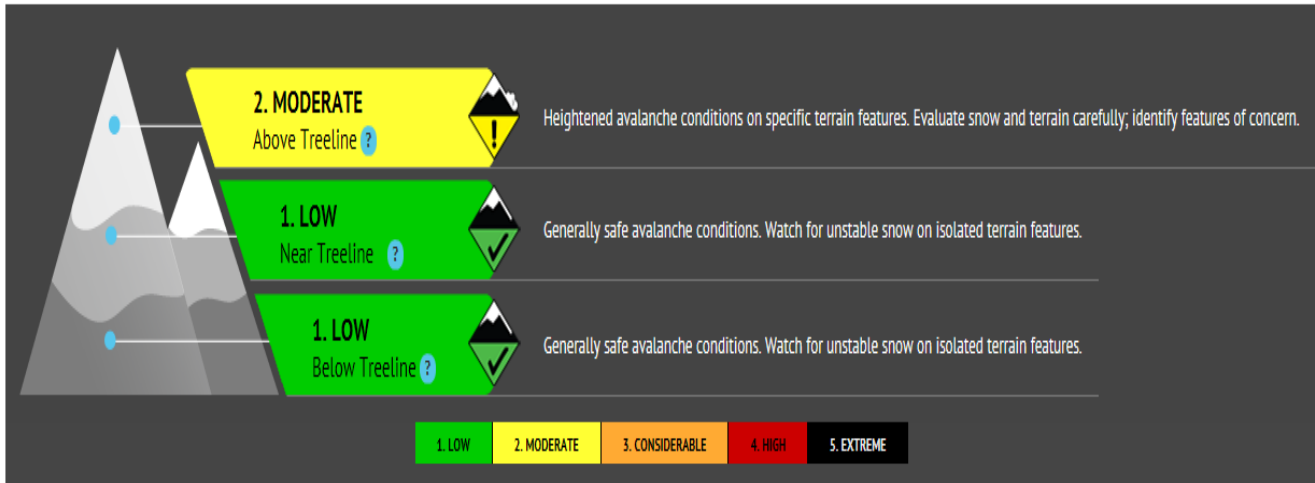 2. MODERATE
Above Treeline ?
Heightened avalanche conditions on specific terrain features. Evaluate snow and terrain carefully; identify features of concern.
1. LOW
Near Treeline ?
Generally safe avalanche conditions. Watch for unstable snow on isolated terrain features.
1. LOW
Below Treeline ?
Generally safe avalanche conditions. Watch for unstable snow on isolated terrain features.
1. LOW 2. MODERATE 3. CONSIDERABLE 4. HIGH 5. EXTREME